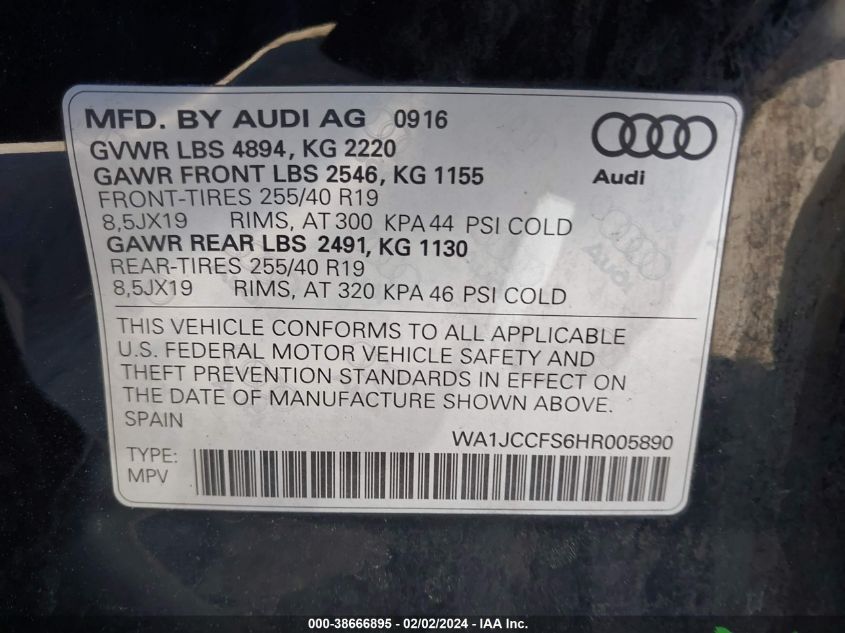 MFD. BY AUDI AG 0916
GVWR LBS 4894, KG 2220
GAWR FRONT LBS 2546, KG 1155
FRONT-TIRES 255/40 R19
8,5JX19 RIMS, AT 300 KPA 44 PSI COLD
GAWR REAR LBS 2491, KG 1130
REAR-TIRES 255/40 R19
8,5JX19 RIMS, AT 320 KPA 46 PSI COLD
Audi
THIS VEHICLE CONFORMS TO ALL APPLICABLE
U.S. FEDERAL MOTOR VEHICLE SAFETY AND
THEFT PREVENTION STANDARDS IN EFFECT ON
THE DATE OF MANUFACTURE SHOWN ABOVE.
SPAIN
WA1JCCFS6HR005890
TYPE:
MPV
000-38666895 - 02/02/2024 - IAA Inc.